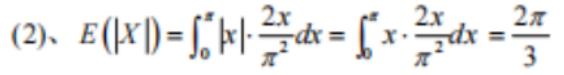 (2)、 E(|X|) = ∫₀^π |x|·2x/π² dx = ∫₀^π x·2x/π² dx = 2π/3